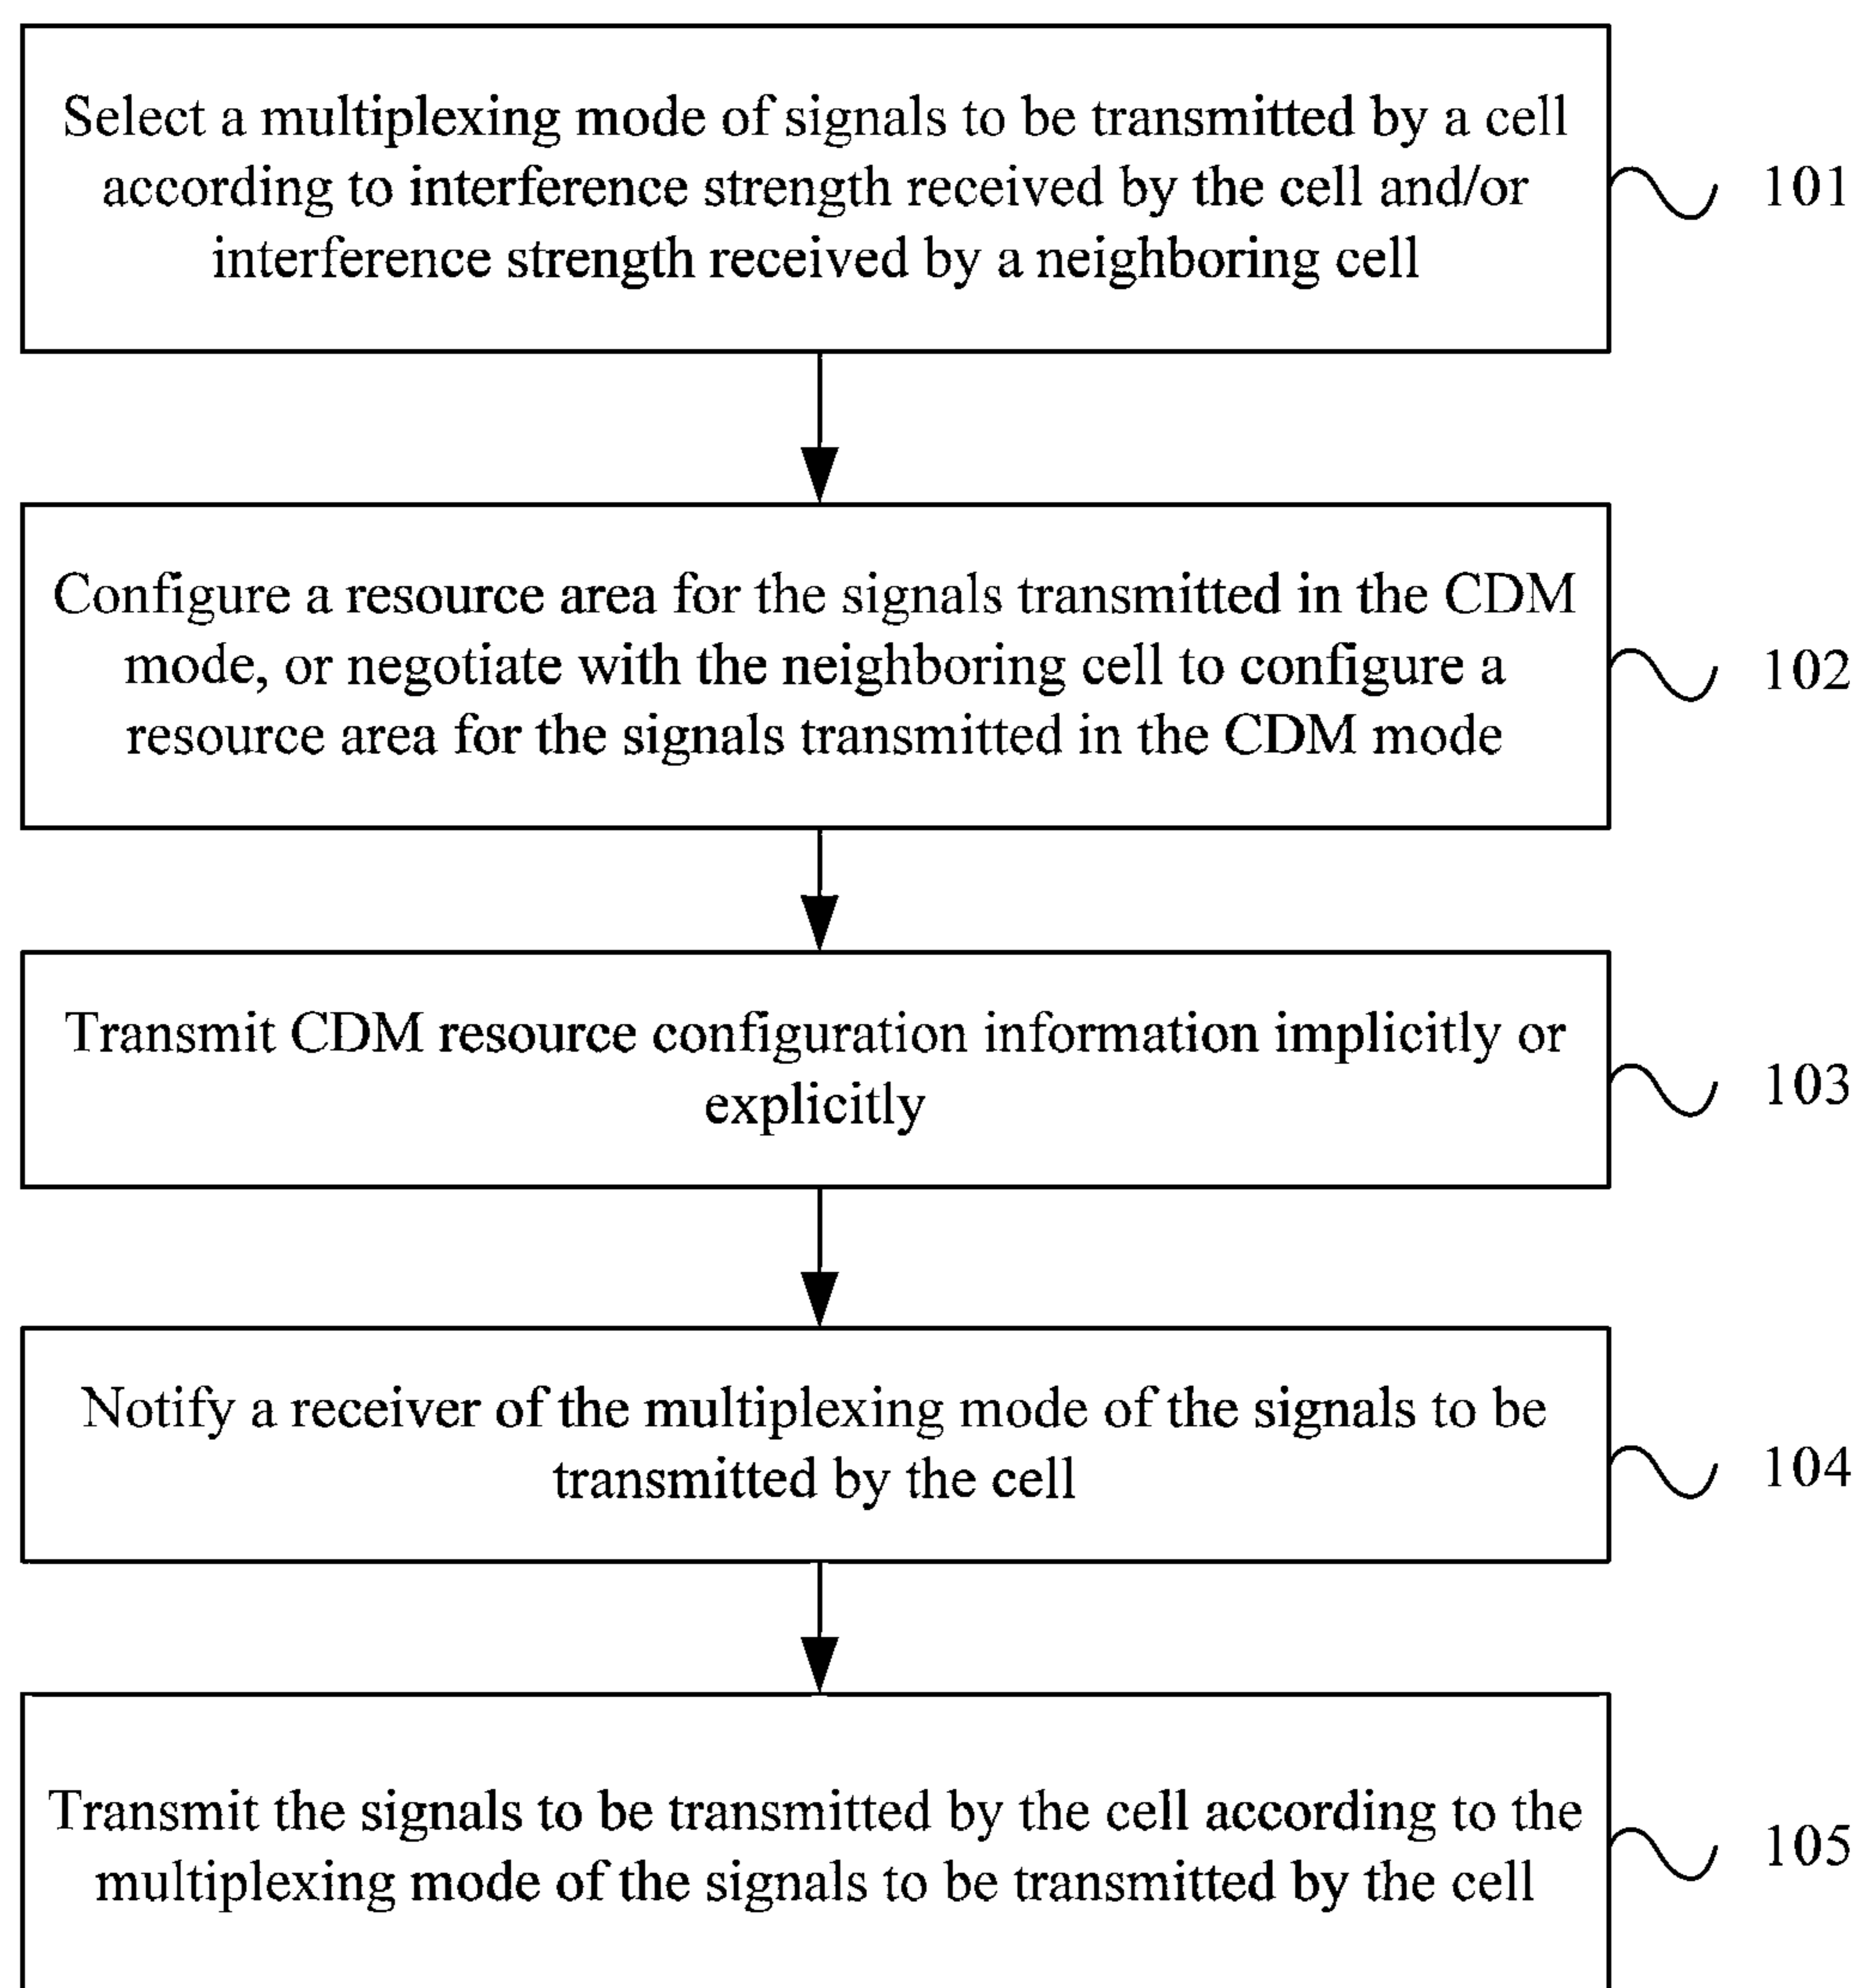 Select a multiplexing mode of signals to be transmitted by a cell
according to interference strength received by the cell and/or
interference strength received by a neighboring cell
101
Configure a resource area for the signals transmitted in the CDM
mode, or negotiate with the neighboring cell to configure a
resource area for the signals transmitted in the CDM mode
102
Transmit CDM resource configuration information implicitly or
explicitly
103
Notify a receiver of the multiplexing mode of the signals to be
transmitted by the cell
104
Transmit the signals to be transmitted by the cell according to the
multiplexing mode of the signals to be transmitted by the cell
105